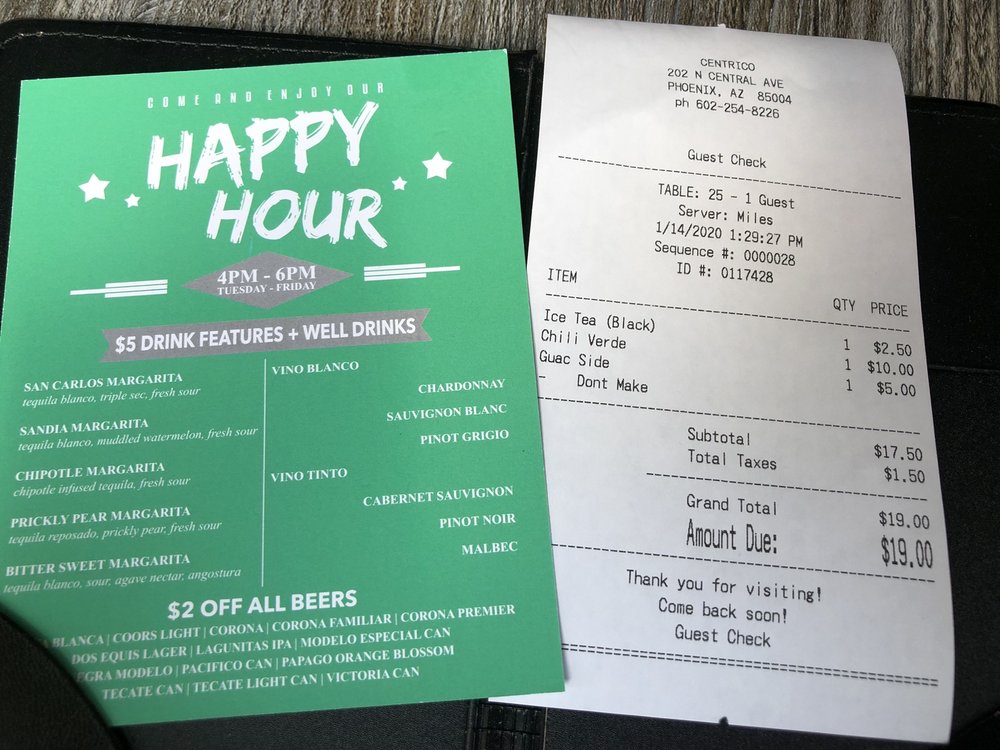 COME AND ENJOY OUR
HAPPY
HOUR
4PM - 6PM
TUESDAY - FRIDAY
$5 DRINK FEATURES + WELL DRINKS
SAN CARLOS MARGARITA
tequila blanco, triple sec, fresh sour
SANDIA MARGARITA
tequila blanco, muddled watermelon, fresh sour
CHIPOTLE MARGARITA
chipotle infused tequila, fresh sour
PRICKLY PEAR MARGARITA
tequila reposado, prickly pear, fresh sour
BITTER SWEET MARGARITA
tequila blanco, sour, agave nectar, angostura
VINO BLANCO
CHARDONNAY
SAUVIGNON BLANC
PINOT GRIGIO
VINO TINTO
CABERNET SAUVIGNON
PINOT NOIR
MALBEC
$2 OFF ALL BEERS
BLANCA | COORS LIGHT | CORONA | CORONA FAMILIAR | CORONA PREMIER
DOS EQUIS LAGER | LAGUNITAS IPA | MODELO ESPECIAL CAN
MODELO | PACIFICO CAN | PAPAGO ORANGE BLOSSOM
TECATE CAN | TECATE LIGHT CAN | VICTORIA CAN
CENTRICO
202 N CENTRAL AVE
PHOENIX, AZ 85004
ph 602-254-8226
Guest Check
TABLE: 25 - 1 Guest
Server: Miles
1/14/2020 1:29:27 PM
Sequence #: 0000028
ID #: 0117428
ITEM QTY PRICE
Ice Tea (Black) 1 $2.50
Chili Verde 1 $10.00
Guac Side 1 $5.00
- Dont Make
Subtotal $17.50
Total Taxes $1.50
Grand Total $19.00
Amount Due: $19.00
Thank you for visiting!
Come back soon!
Guest Check